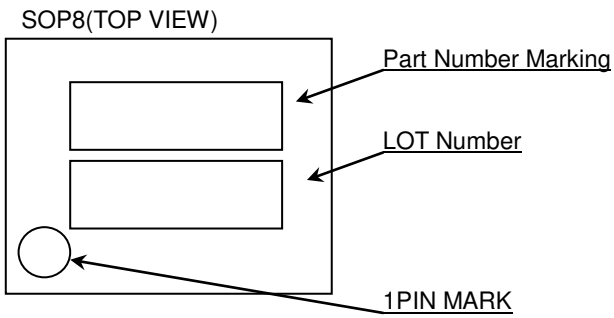 SOP8(TOP VIEW)
Part Number Marking
LOT Number
1PIN MARK